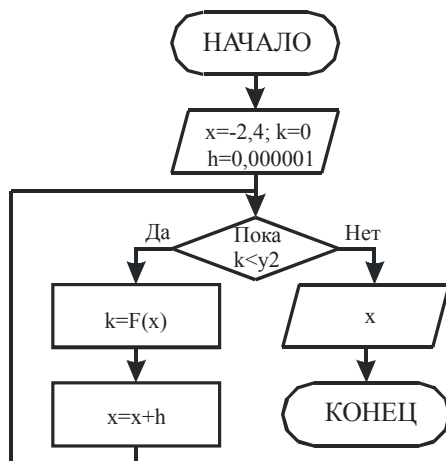 НАЧАЛО
x=-2,4; k=0
h=0,000001
Да
Пока
k<y2
Нет
k=F(x)
x
x=x+h
КОНЕЦ